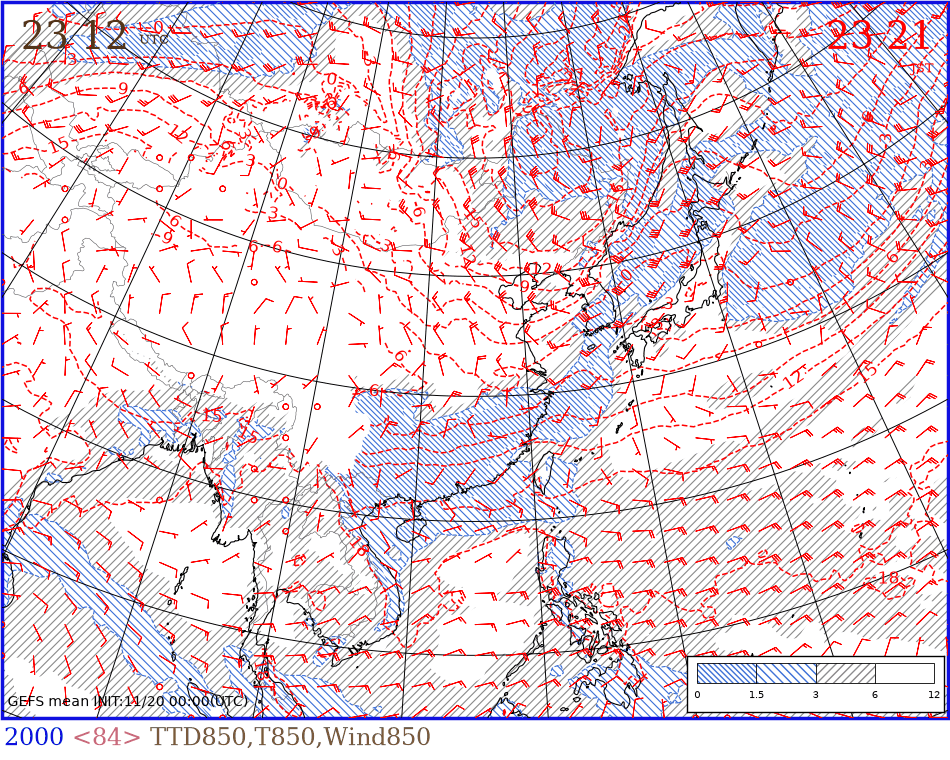 23 12 UTC
23 21 JST
0 1.5 3 6 12
GEFS mean INIT:11/20 00:00(UTC)
2000 <84> TTD850,T850,Wind850